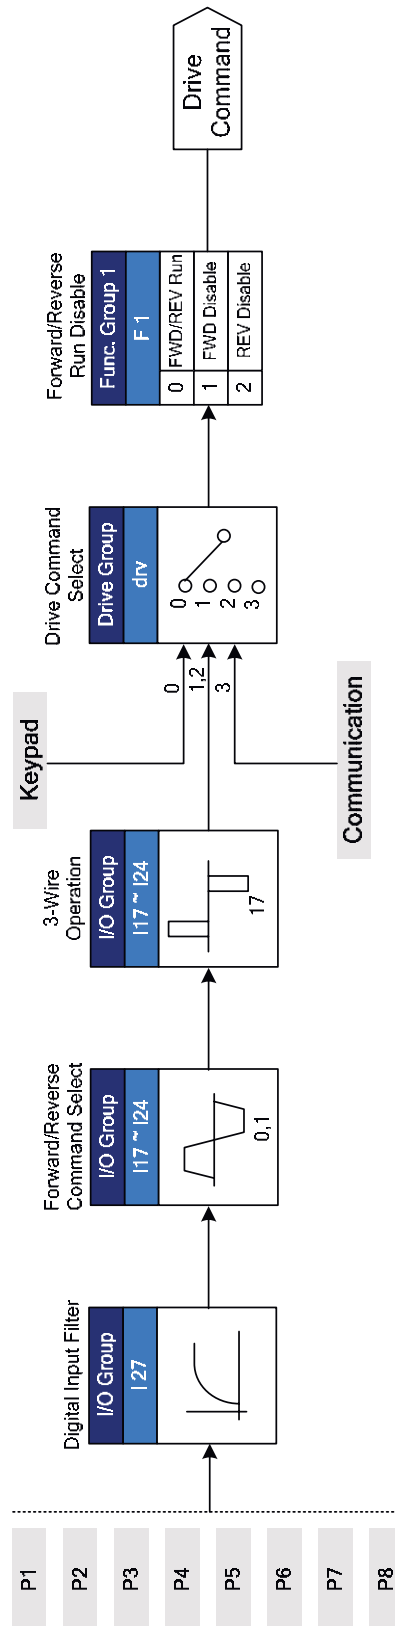 P1
P2
P3
P4
P5
P6
P7
P8
Digital Input Filter
I/O Group
I 27
Forward/Reverse
Command Select
I/O Group
I17 ~ I24
0,1
3-Wire
Operation
I/O Group
I17 ~ I24
17
Keypad
Communication
0
1,2
3
Drive Command
Select
Drive Group
drv
0
1
2
3
Forward/Reverse
Run Disable
Func. Group 1
F 1
0 FWD/REV Run
1 FWD Disable
2 REV Disable
Drive
Command